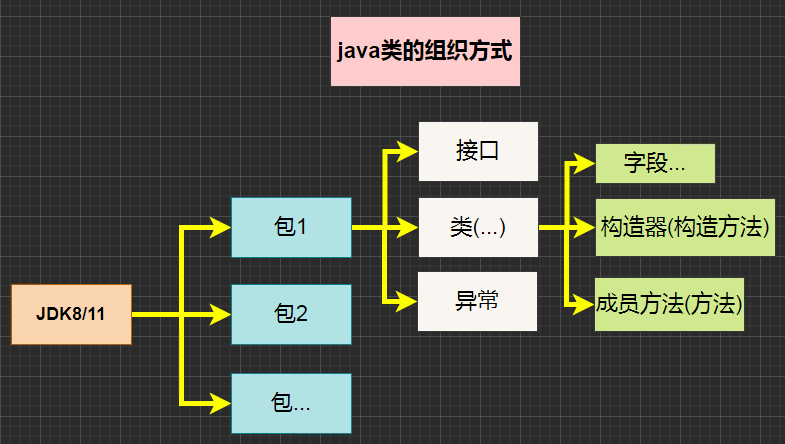 java类的组织方式
接口
字段...
包1
类(...)
构造器(构造方法)
JDK8/11
包2
异常
成员方法(方法)
包...